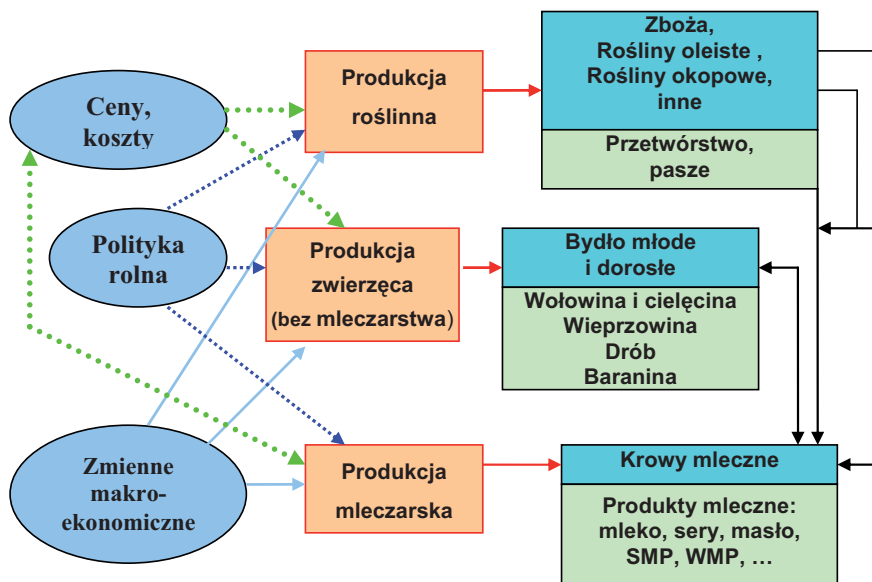 Ceny,
koszty
Polityka
rolna
Zmienne
makro-
ekonomiczne
Produkcja
roślinna
Produkcja
zwierzęca
(bez mleczarstwa)
Produkcja
mleczarska
Zboża,
Rośliny oleiste ,
Rośliny okopowe,
inne
Przetwórstwo,
pasze
Bydło młode
i dorosłe
Wołowina i cielęcina
Wieprzowina
Drób
Baranina
Krowy mleczne
Produkty mleczne:
mleko, sery, masło,
SMP, WMP, ...